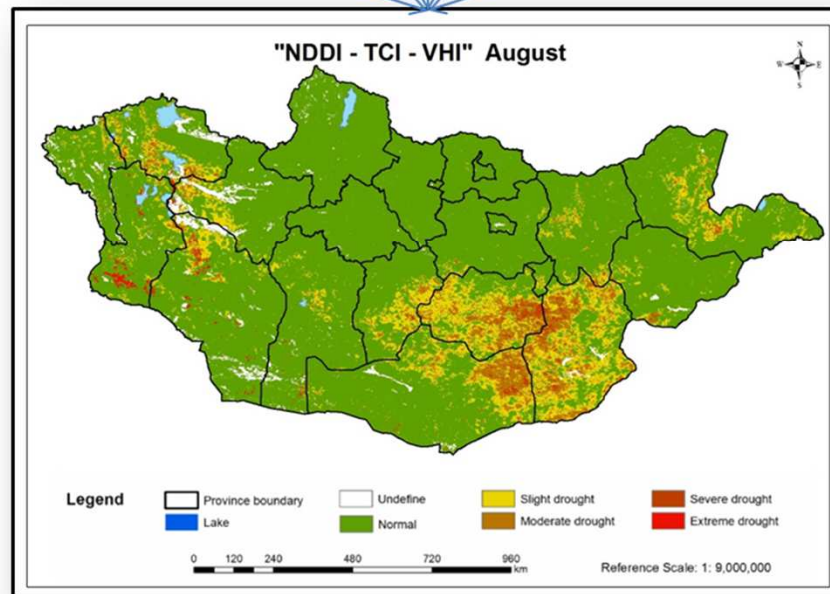 "NDDI - TCI - VHI" August
N
W E
S
Legend
Province boundary
Undefine
Slight drought
Severe drought
Lake
Normal
Moderate drought
Extreme drought
0 120 240 480 720 960
km
Reference Scale: 1: 9,000,000